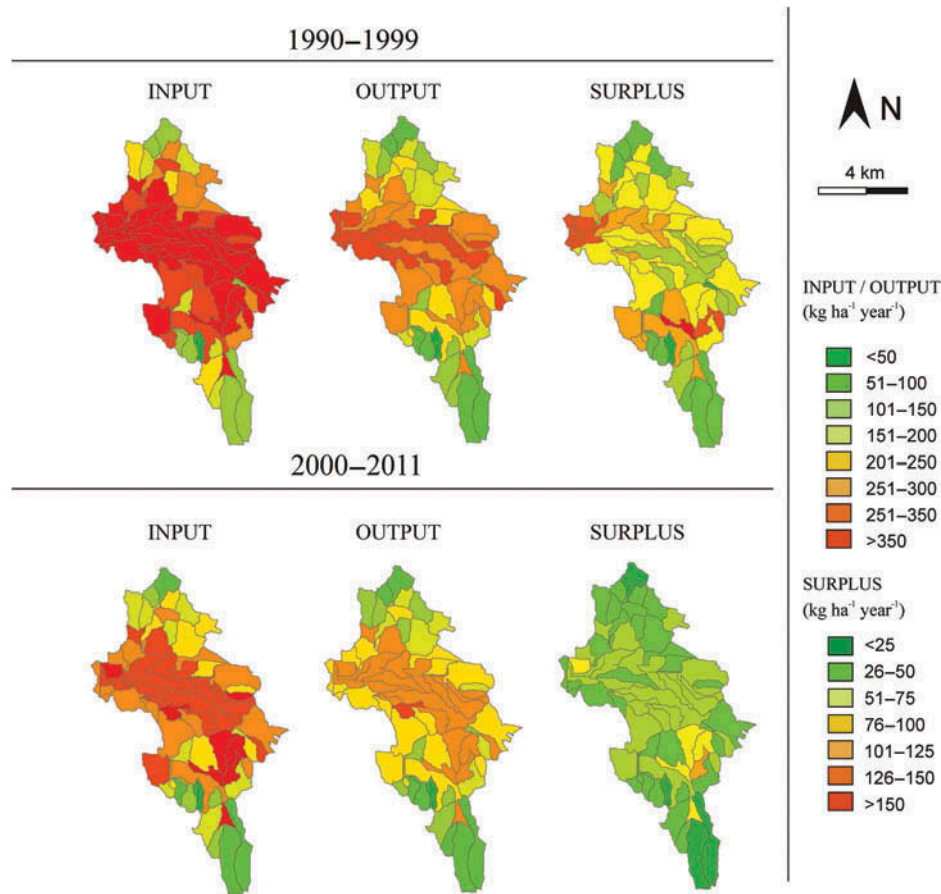 1990–1999
INPUT
OUTPUT
SURPLUS
N
4 km
INPUT / OUTPUT
(kg ha⁻¹ year⁻¹)
<50
51–100
101–150
151–200
201–250
251–300
251–350
>350
2000–2011
INPUT
OUTPUT
SURPLUS
SURPLUS
(kg ha⁻¹ year⁻¹)
<25
26–50
51–75
76–100
101–125
126–150
>150